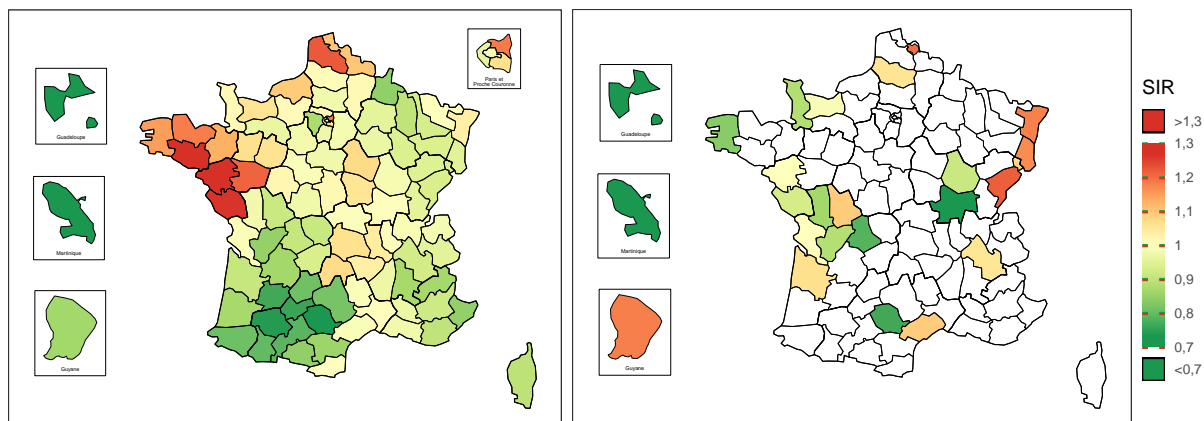 Paris et
Proche Couronne
Guadeloupe
Martinique
Guyane
Guadeloupe
Martinique
Guyane
SIR
>1,3
1,3
1,2
1,1
1
0,9
0,8
0,7
<0,7